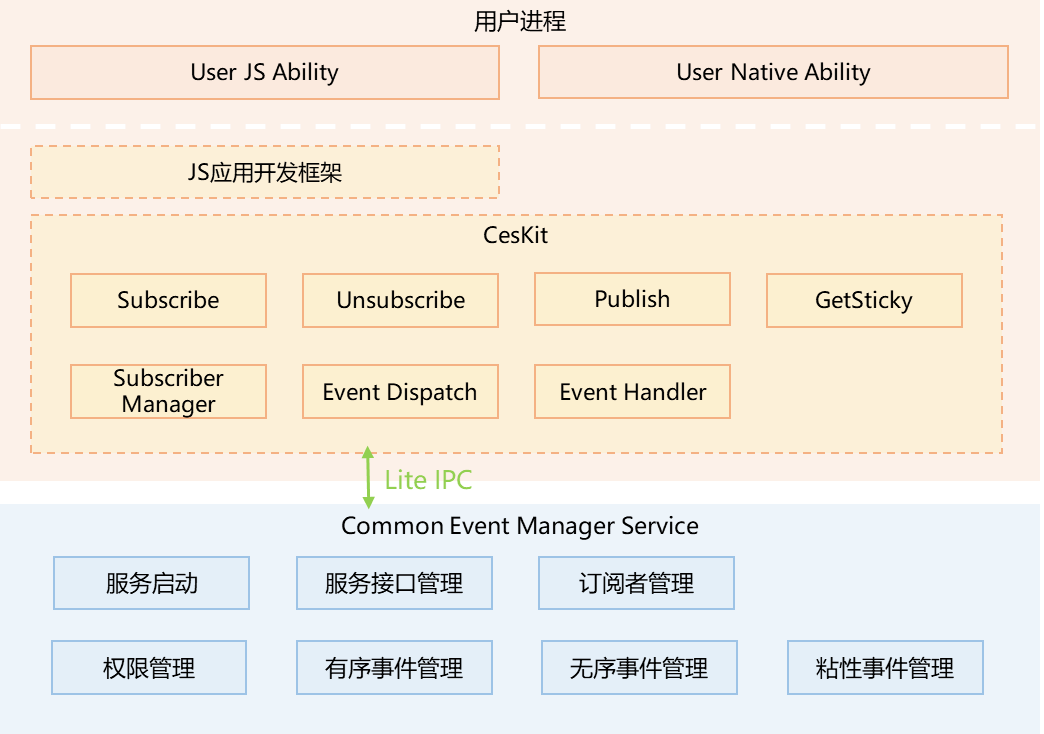 用户进程
User JS Ability
User Native Ability
JS应用开发框架
CesKit
Subscribe
Unsubscribe
Publish
GetSticky
Subscriber
Manager
Event Dispatch
Event Handler
Lite IPC
Common Event Manager Service
服务启动
服务接口管理
订阅者管理
权限管理
有序事件管理
无序事件管理
粘性事件管理